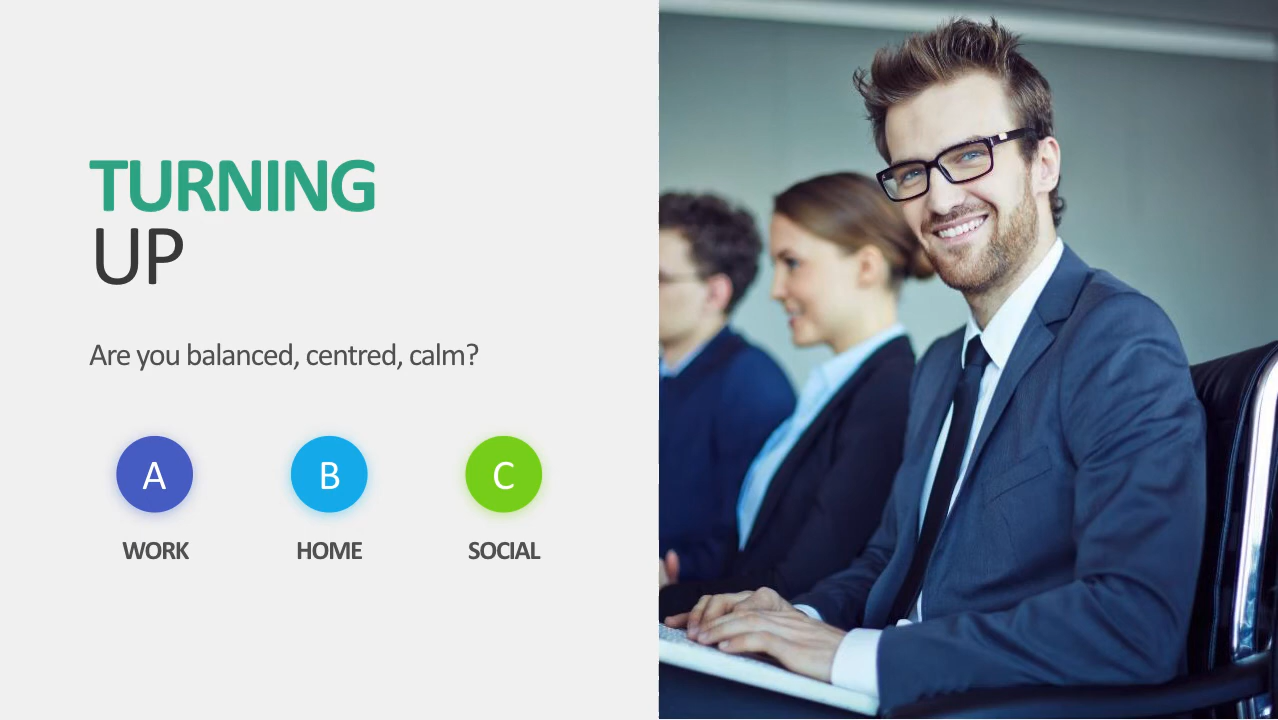 TURNING
UP
Are you balanced, centred, calm?
A B C
WORK HOME SOCIAL